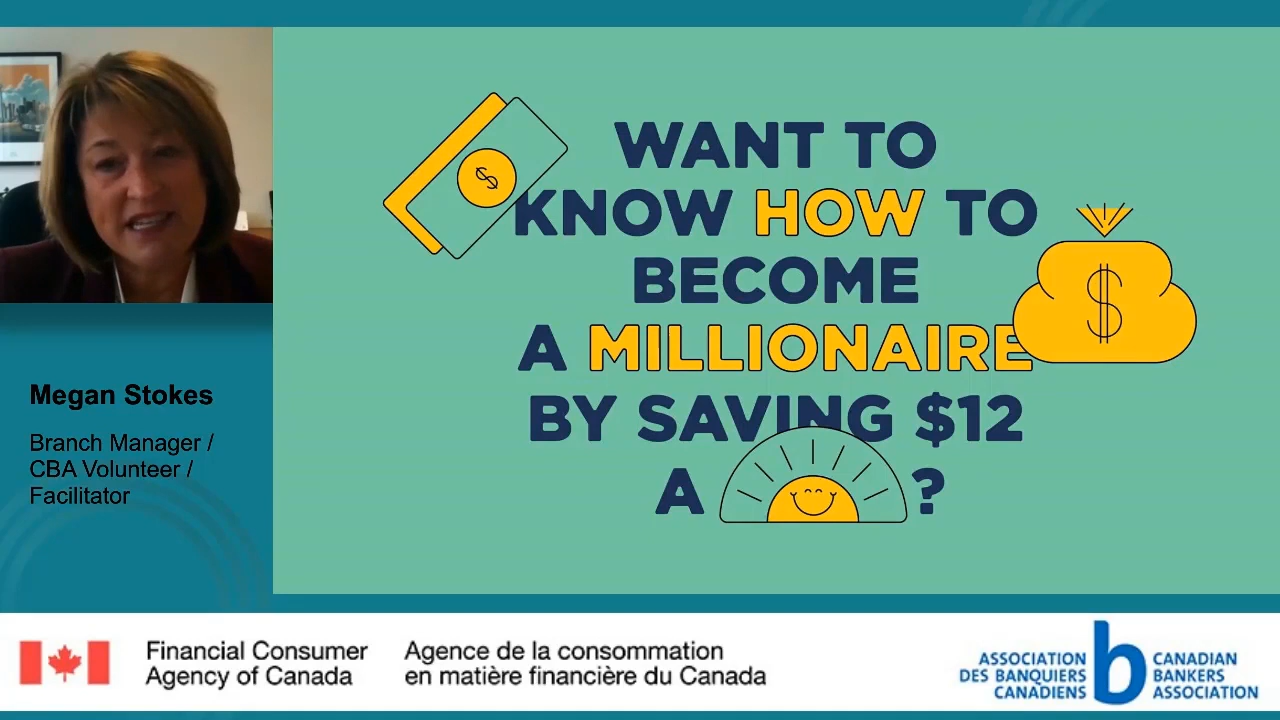 WANT TO
KNOW HOW TO
BECOME
A MILLIONAIRE
BY SAVING $12
A ?
Megan Stokes
Branch Manager /
CBA Volunteer /
Facilitator
Financial Consumer
Agency of Canada
Agence de la consommation
en matière financière du Canada
ASSOCIATION
DES BANQUIERS
CANADIENS
b
CANADIAN
BANKERS
ASSOCIATION